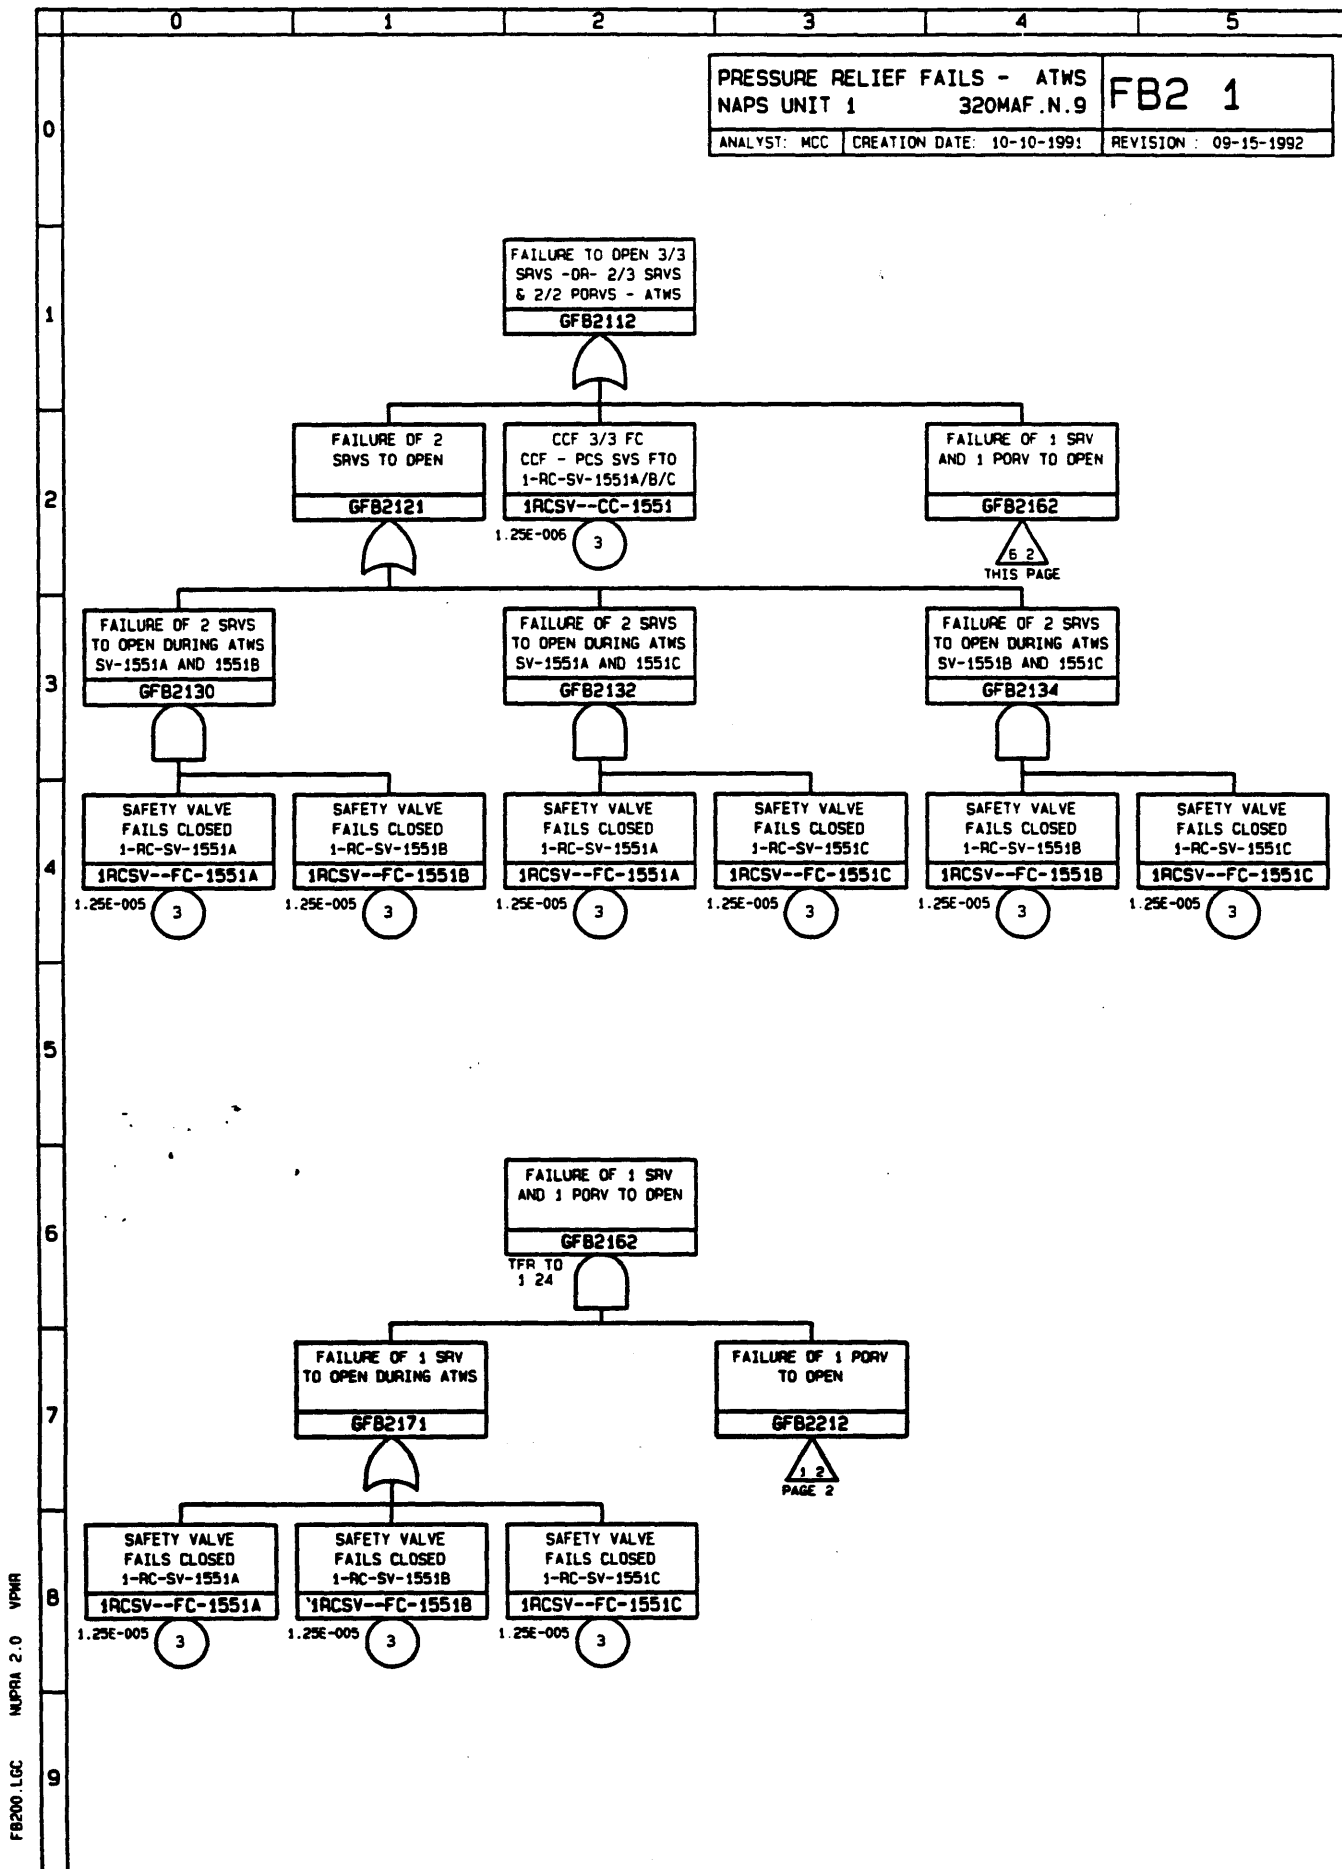 0 1 2 3 4 5
PRESSURE RELIEF FAILS - ATWS
NAPS UNIT 1 320MAF.N.9
FB2 1
ANALYST: MCC CREATION DATE: 10-10-1991 REVISION : 09-15-1992
0
FAILURE TO OPEN 3/3
SRVS -OR- 2/3 SRVS
& 2/2 PORVS - ATWS
GFB2112
1
FAILURE OF 2
SRVS TO OPEN
GFB2121
CCF 3/3 FC
CCF - PCS SVS FTO
1-RC-SV-1551A/B/C
1RCSV--CC-1551
1.25E-006
3
FAILURE OF 1 SRV
AND 1 PORV TO OPEN
GFB2162
6 2
THIS PAGE
2
FAILURE OF 2 SRVS
TO OPEN DURING ATWS
SV-1551A AND 1551B
GFB2130
FAILURE OF 2 SRVS
TO OPEN DURING ATWS
SV-1551A AND 1551C
GFB2132
FAILURE OF 2 SRVS
TO OPEN DURING ATWS
SV-1551B AND 1551C
GFB2134
3
SAFETY VALVE
FAILS CLOSED
1-RC-SV-1551A
1RCSV--FC-1551A
1.25E-005
3
SAFETY VALVE
FAILS CLOSED
1-RC-SV-1551B
1RCSV--FC-1551B
1.25E-005
3
SAFETY VALVE
FAILS CLOSED
1-RC-SV-1551A
1RCSV--FC-1551A
1.25E-005
3
SAFETY VALVE
FAILS CLOSED
1-RC-SV-1551C
1RCSV--FC-1551C
1.25E-005
3
SAFETY VALVE
FAILS CLOSED
1-RC-SV-1551B
1RCSV--FC-1551B
1.25E-005
3
SAFETY VALVE
FAILS CLOSED
1-RC-SV-1551C
1RCSV--FC-1551C
1.25E-005
3
4
5
FAILURE OF 1 SRV
AND 1 PORV TO OPEN
GFB2162
TFR TO
1 24
6
FAILURE OF 1 SRV
TO OPEN DURING ATWS
GFB2171
FAILURE OF 1 PORV
TO OPEN
GFB2212
1 2
PAGE 2
7
SAFETY VALVE
FAILS CLOSED
1-RC-SV-1551A
1RCSV--FC-1551A
1.25E-005
3
SAFETY VALVE
FAILS CLOSED
1-RC-SV-1551B
1RCSV--FC-1551B
1.25E-005
3
SAFETY VALVE
FAILS CLOSED
1-RC-SV-1551C
1RCSV--FC-1551C
1.25E-005
3
8
9
FB200.LGC NUPRA 2.0 VPWR